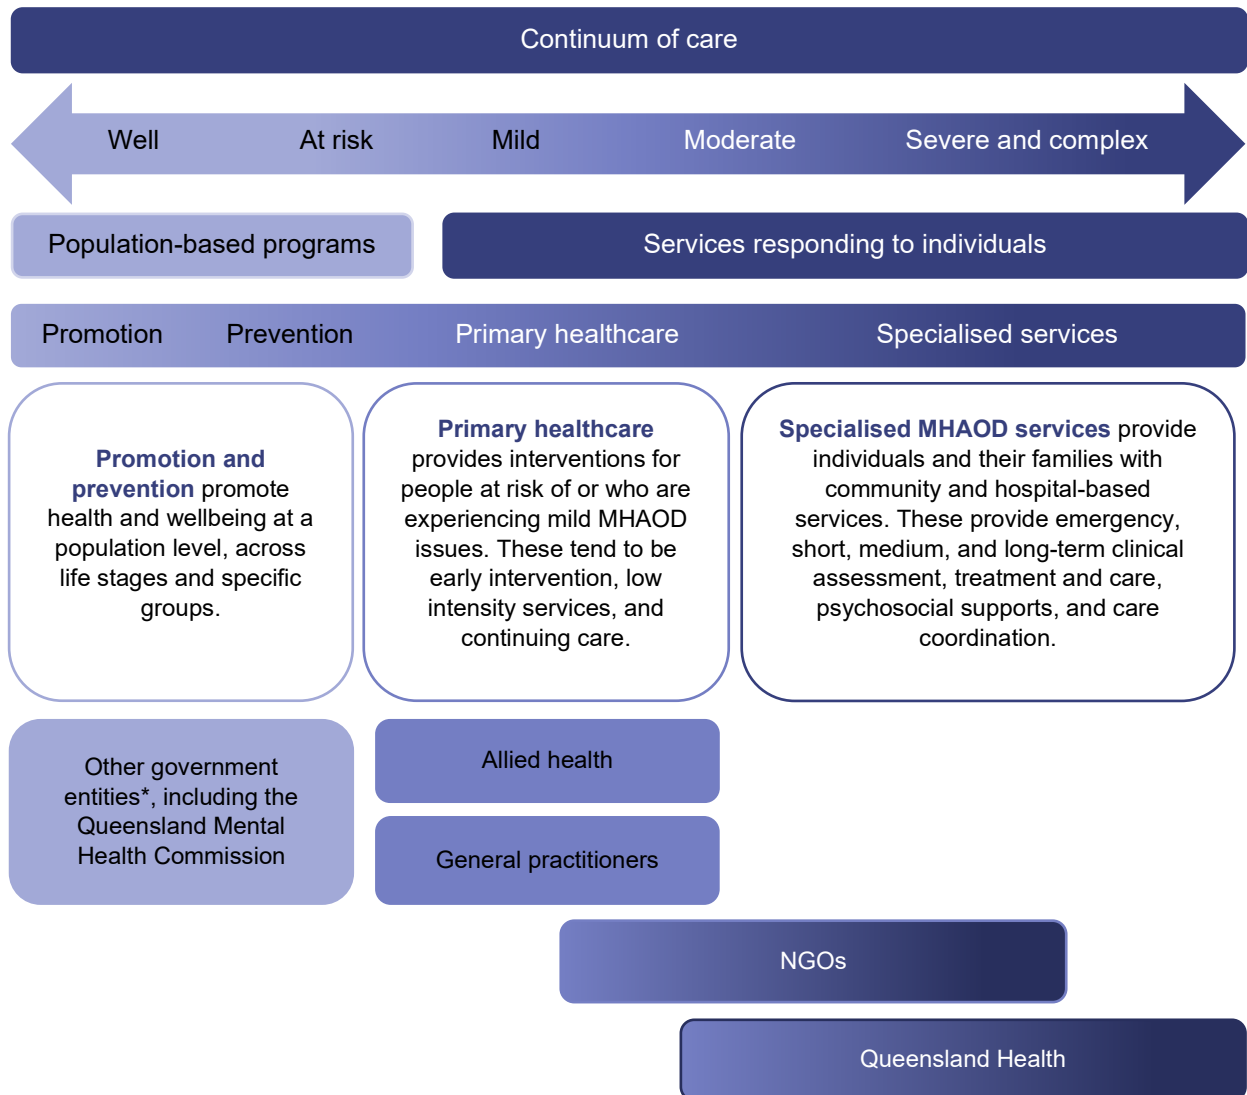 Continuum of care
Well At risk Mild Moderate Severe and complex
Population-based programs Services responding to individuals
Promotion Prevention Primary healthcare Specialised services
Promotion and
prevention promote
health and wellbeing at a
population level, across
life stages and specific
groups.
Primary healthcare
provides interventions for
people at risk of or who are
experiencing mild MHAOD
issues. These tend to be
early intervention, low
intensity services, and
continuing care.
Specialised MHAOD services provide
individuals and their families with
community and hospital-based
services. These provide emergency,
short, medium, and long-term clinical
assessment, treatment and care,
psychosocial supports, and care
coordination.
Other government
entities*, including the
Queensland Mental
Health Commission
Allied health
General practitioners
NGOs
Queensland Health